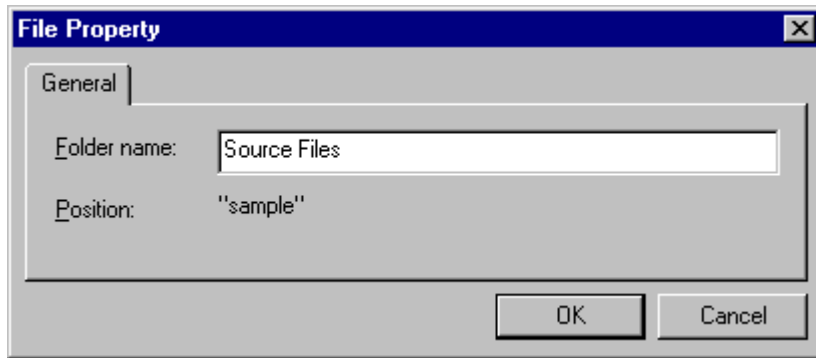 File Property
General
Folder name: Source Files
Position: "sample"
OK Cancel